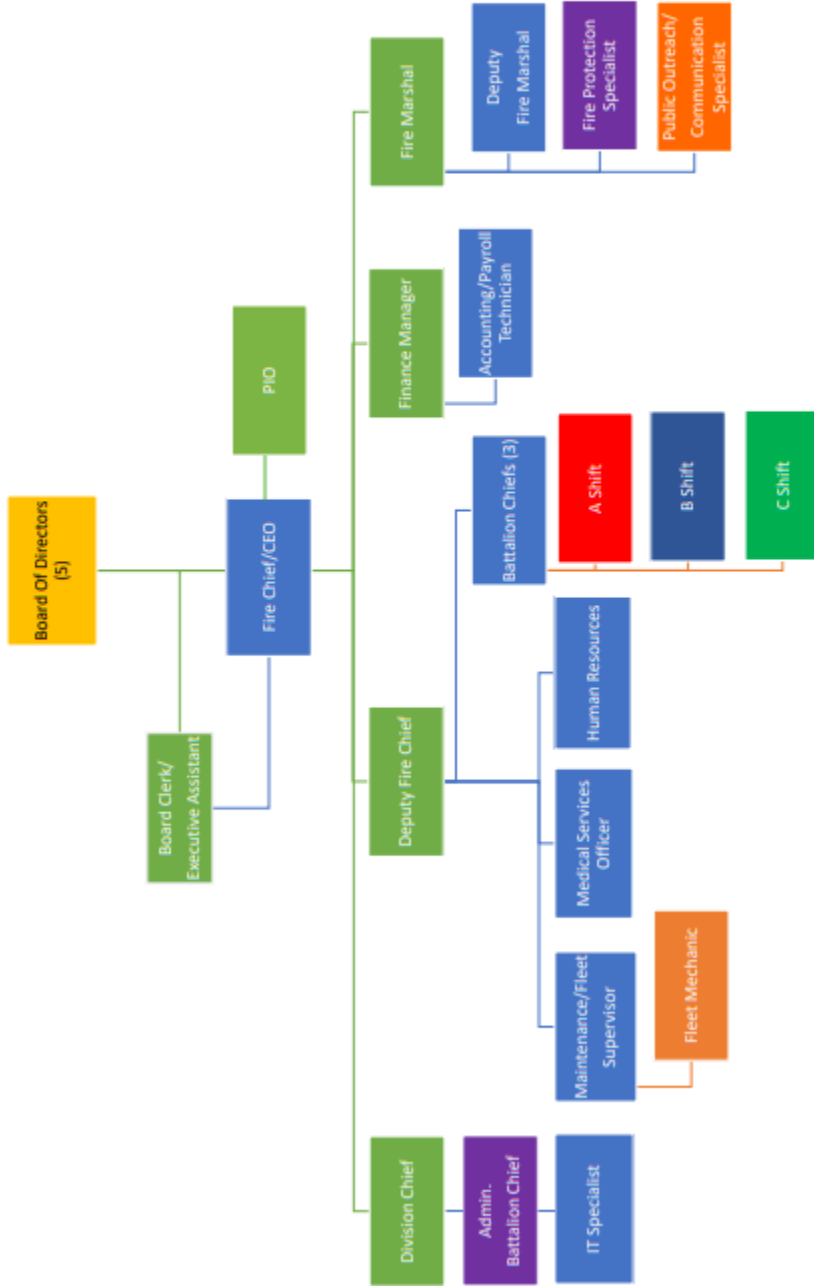 Board Of Directors
(5)
Board Clerk/
Executive Assistant
Fire Chief/CEO
PIO
Division Chief
Deputy Fire Chief
Finance Manager
Fire Marshal
Admin.
Battalion Chief
IT Specialist
Maintenance/Fleet
Supervisor
Fleet Mechanic
Medical Services
Officer
Human Resources
Battalion Chiefs (3)
A Shift
B Shift
C Shift
Accounting/Payroll
Technician
Deputy
Fire Marshal
Fire Protection
Specialist
Public Outreach/
Communication
Specialist